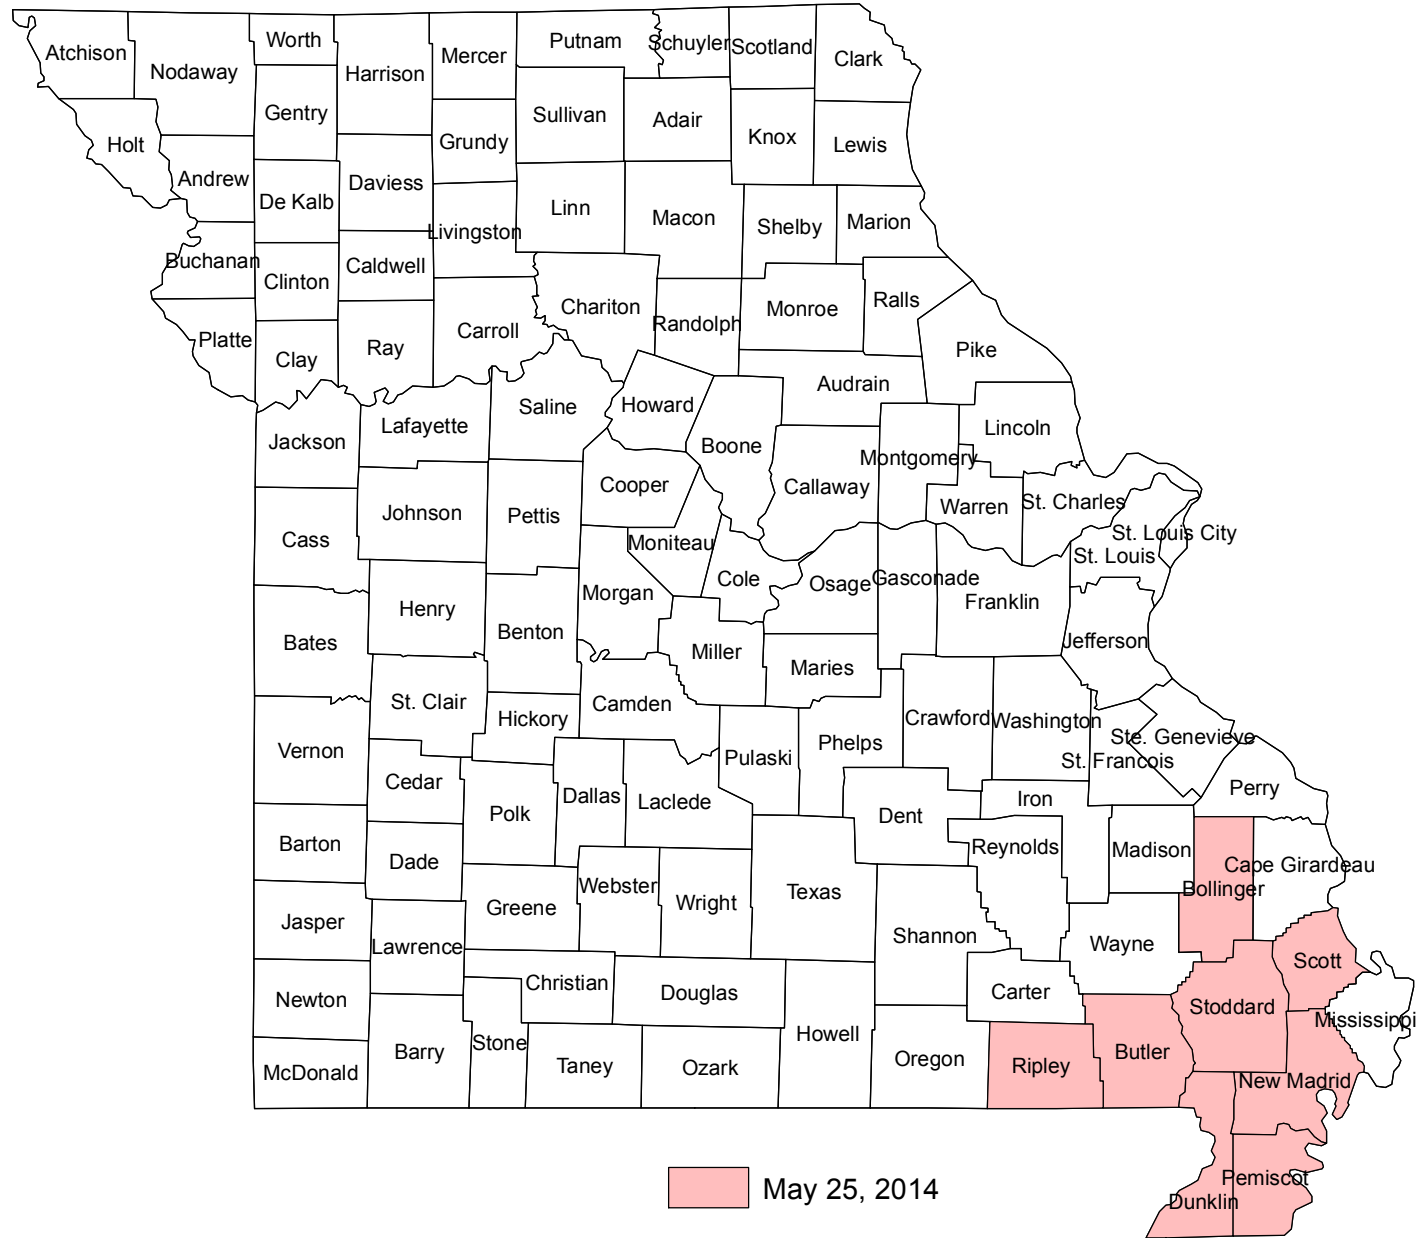 Atchison
Nodaway
Worth
Harrison
Mercer
Putnam
Schuyler
Scotland
Clark
Gentry
Sullivan
Adair
Knox
Lewis
Holt
Andrew
De Kalb
Daviess
Grundy
Linn
Macon
Shelby
Marion
Livingston
Buchanan
Clinton
Caldwell
Chariton
Randolph
Monroe
Ralls
Platte
Clay
Ray
Carroll
Pike
Audrain
Saline
Howard
Lafayette
Jackson
Boone
Lincoln
Montgomery
Cooper
Callaway
Johnson
Pettis
Warren
St. Charles
St. Louis City
Cass
Moniteau
St. Louis
Cole
Osage
Gasconade
Morgan
Franklin
Henry
Benton
Bates
Miller
Maries
Jefferson
St. Clair
Hickory
Camden
Crawford
Washington
Ste. Genevieve
Vernon
Pulaski
Phelps
St. Francois
Cedar
Polk
Dallas
Laclede
Iron
Perry
Dent
Barton
Dade
Reynolds
Madison
Cape Girardeau
Bollinger
Webster
Texas
Wright
Jasper
Greene
Lawrence
Shannon
Wayne
Scott
Christian
Douglas
Carter
Newton
Stoddard
Mississippi
Howell
Stone
Barry
Butler
Oregon
Ripley
Taney
Ozark
McDonald
New Madrid
Pemiscot
Dunklin
May 25, 2014